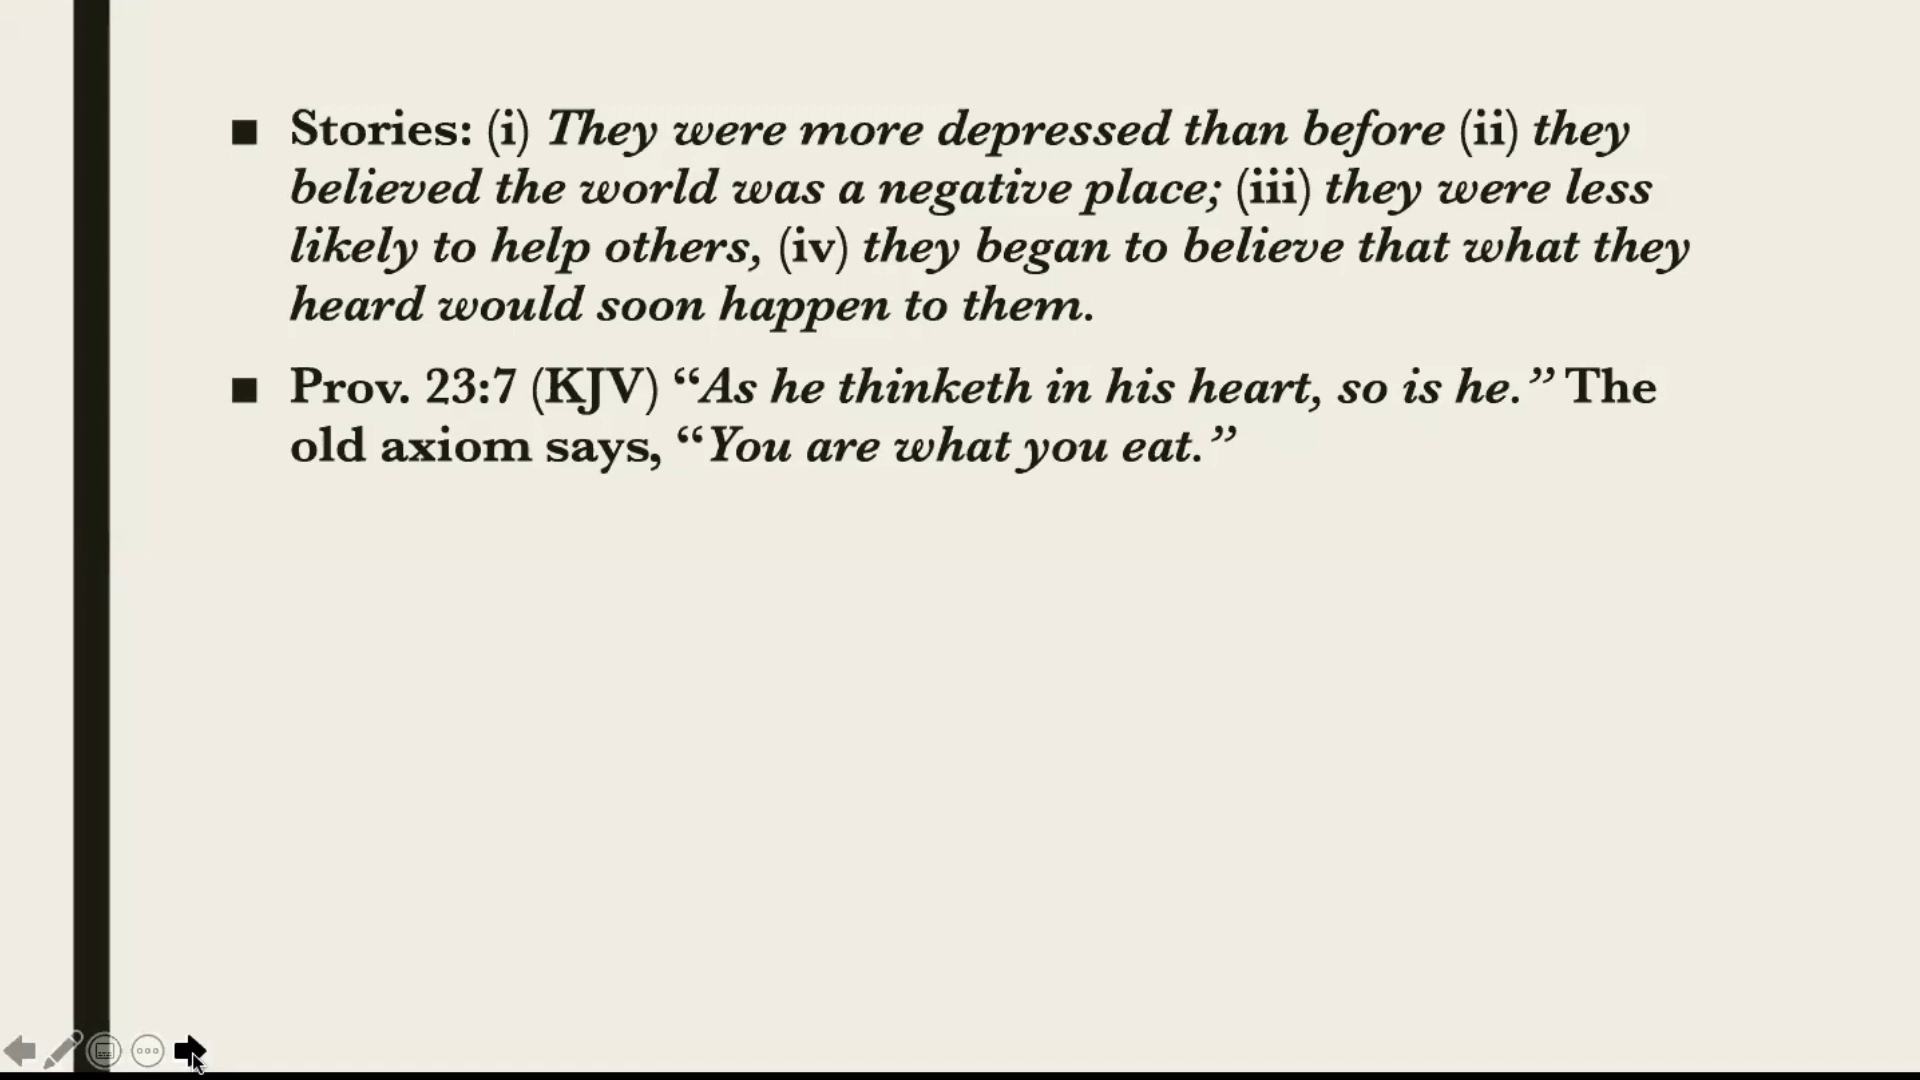 ■ Stories: (i) They were more depressed than before (ii) they
believed the world was a negative place; (iii) they were less
likely to help others, (iv) they began to believe that what they
heard would soon happen to them.
■ Prov. 23:7 (KJV) “As he thinketh in his heart, so is he.” The
old axiom says, “You are what you eat.”